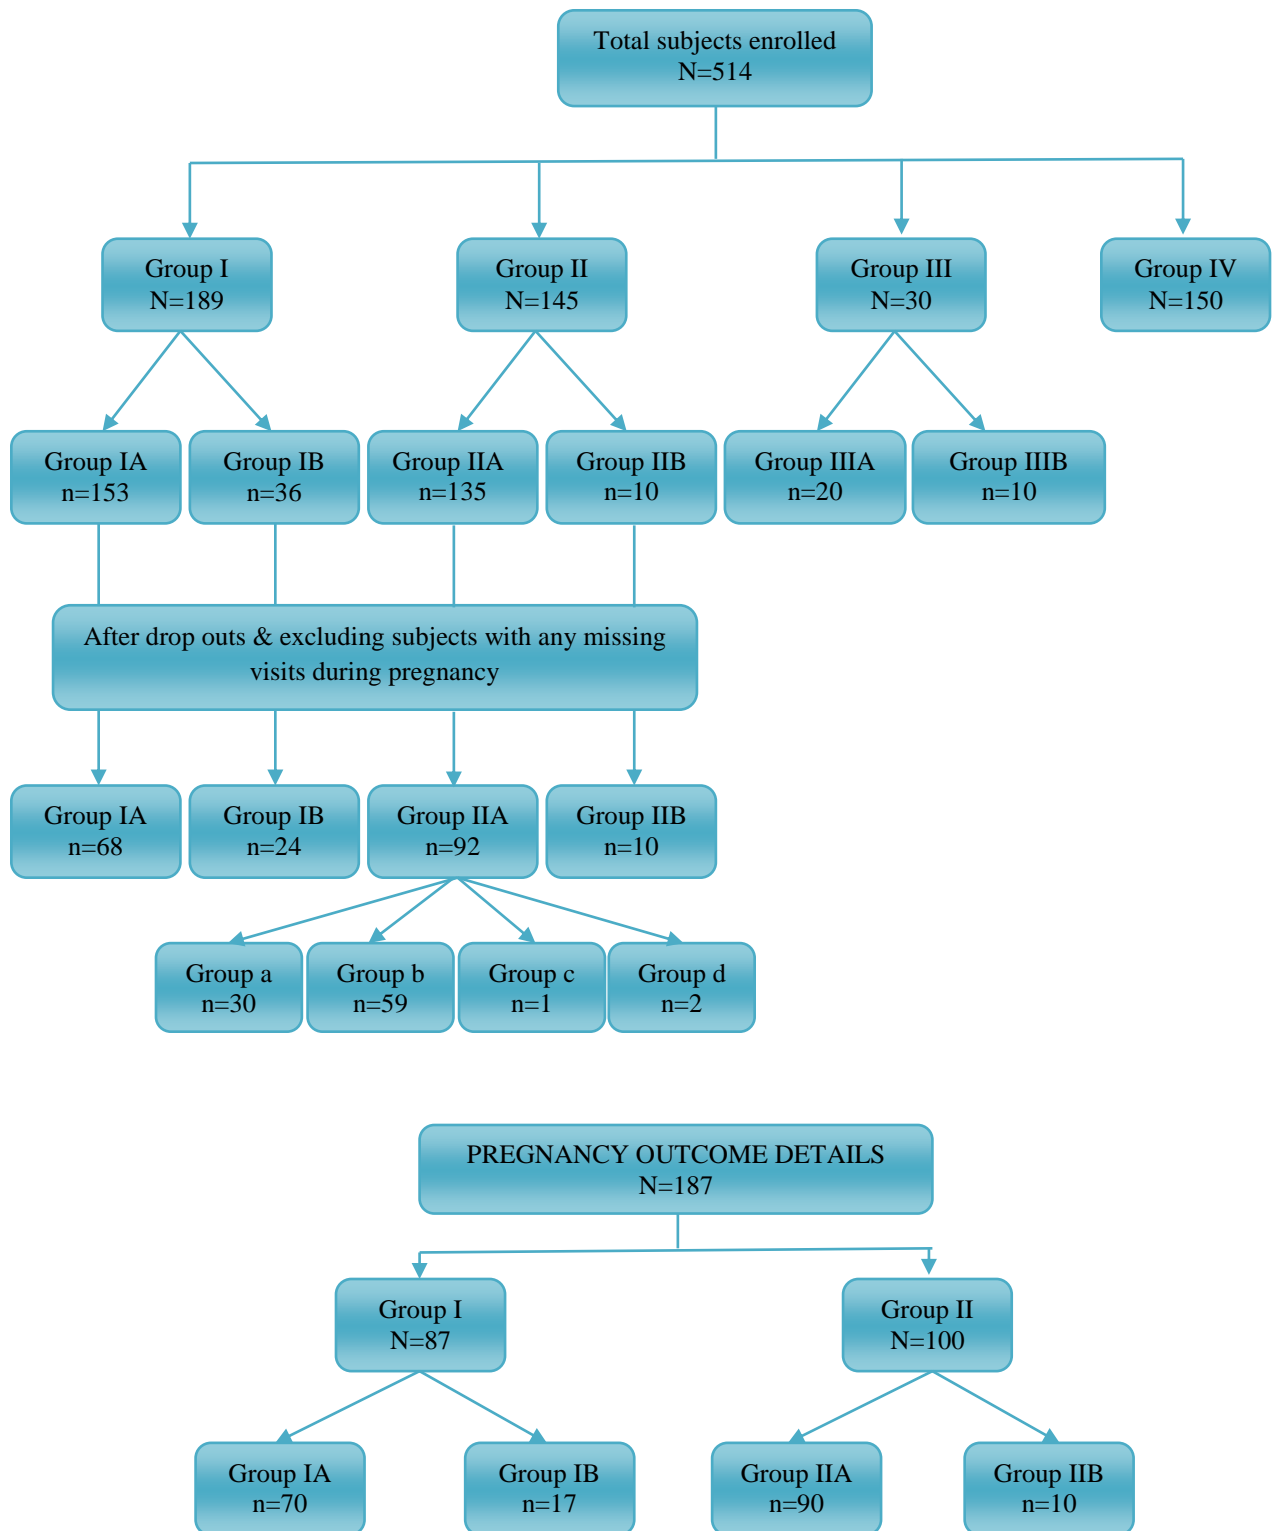 Total subjects enrolled
N=514
Group I
N=189
Group II
N=145
Group III
N=30
Group IV
N=150
Group IA
n=153
Group IB
n=36
Group IIA
n=135
Group IIB
n=10
Group IIIA
n=20
Group IIIB
n=10
After drop outs & excluding subjects with any missing
visits during pregnancy
Group IA
n=68
Group IB
n=24
Group IIA
n=92
Group IIB
n=10
Group a
n=30
Group b
n=59
Group c
n=1
Group d
n=2
PREGNANCY OUTCOME DETAILS
N=187
Group I
N=87
Group II
N=100
Group IA
n=70
Group IB
n=17
Group IIA
n=90
Group IIB
n=10